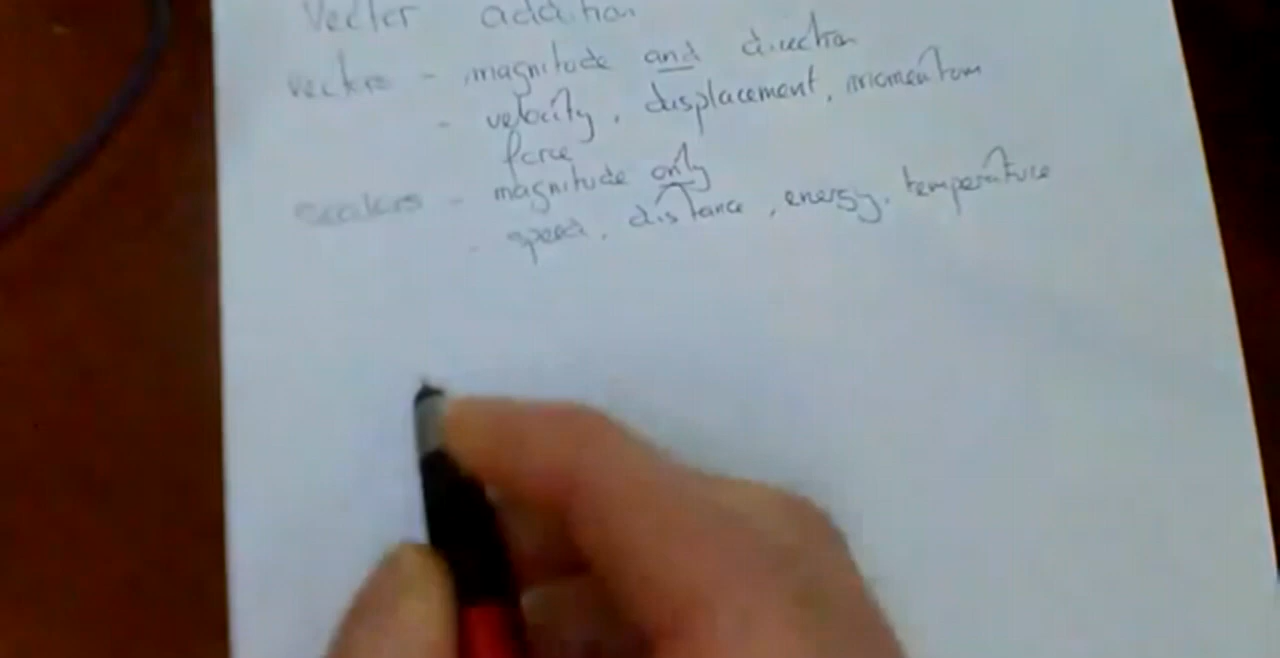 Vector addition
vectors - magnitude and direction
- velocity, displacement, momentum
force
scalars - magnitude only
- speed, distance, energy, temperature